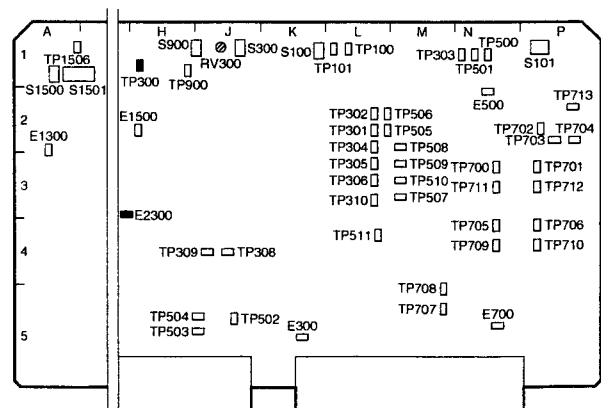 A H J K L M N P
1 S900 S300 S100 TP100 TP303 TP500 S101
TP1506 RV300 TP101 TP501
S1500 S1501 TP300 TP900
E500 TP713
2 E1300 E1500 TP302 TP506 TP702 TP704
TP301 TP505 TP703
TP304 TP508
TP305 TP509 TP700 TP701
3 TP306 TP510 TP711 TP712
TP310 TP507
E2300 TP705 TP706
TP511
4 TP309 TP308 TP709 TP710
TP708
TP707
TP504 TP502 E300 E700
5 TP503